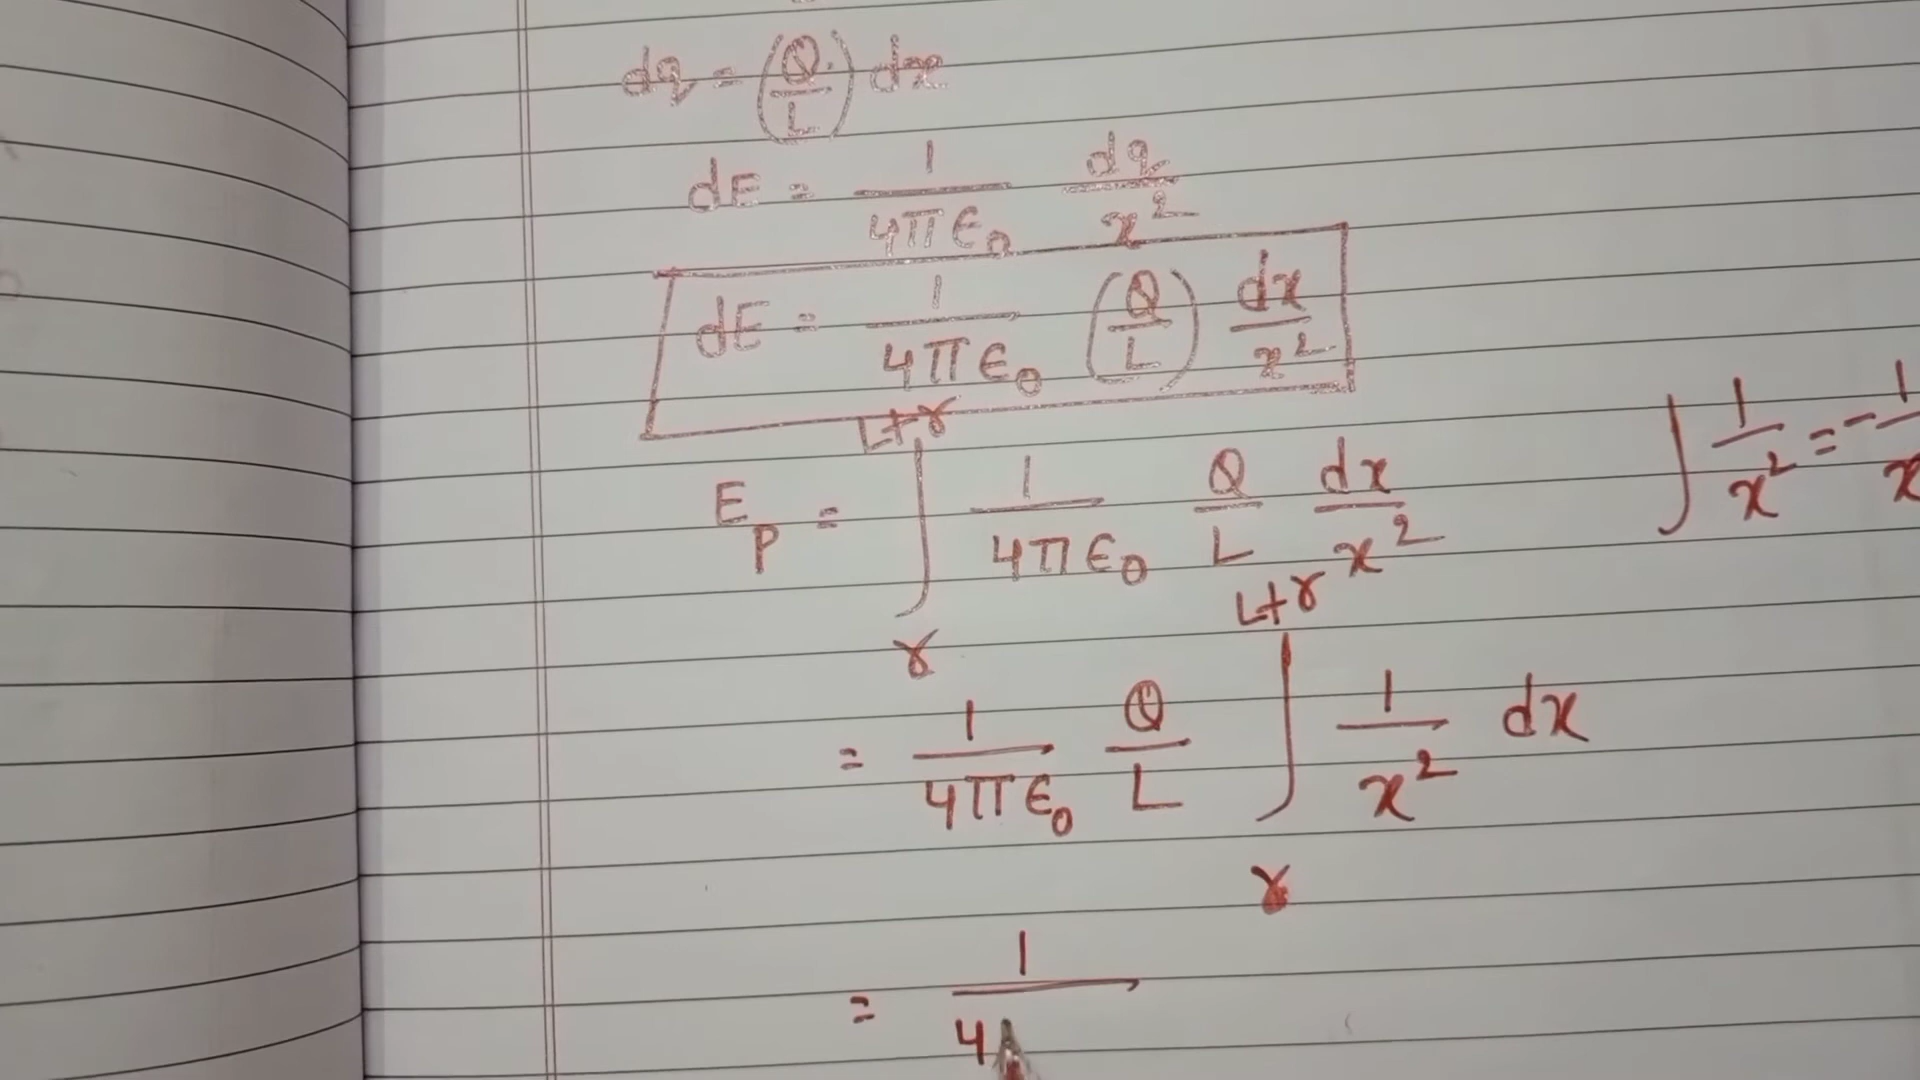 dq = (Q/L) dx
dE = 1/4πϵ₀ dq/x²
dE = 1/4πϵ₀ (Q/L) dx/x²
E_P = ∫_r^{L+r} 1/4πϵ₀ Q/L dx/x²
∫ 1/x² = -1/x
= 1/4πϵ₀ Q/L ∫_r^{L+r} 1/x² dx
= 1/4